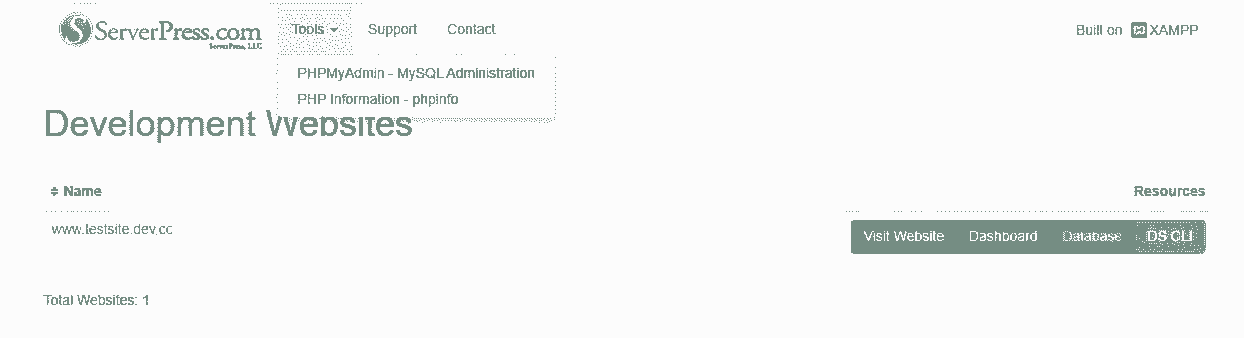 ServerPress.com Tools Support Contact Built on XAMPP
ServerPress, LLC
PHPMyAdmin - MySQL Administration
PHP Information - phpinfo
Development Websites
Name Resources
www.testsite.dev.cc Visit Website Dashboard Database DS CLI
Total Websites: 1